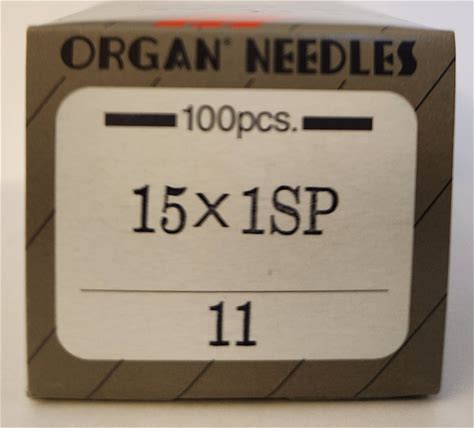 ORGAN® NEEDLES
100pcs.
15×1SP
11